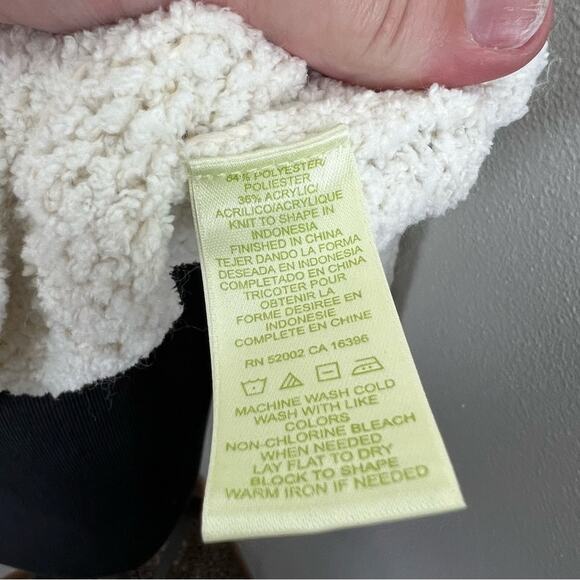 64% POLYESTER/
POLIESTER
36% ACRYLIC/
ACRILICO/ACRYLIQUE
KNIT TO SHAPE IN
INDONESIA
FINISHED IN CHINA
TEJER DANDO LA FORMA
DESEADA EN INDONESIA
COMPLETADO EN CHINA
TRICOTER POUR
OBTENIR LA
FORME DESIREE EN
INDONESIE
COMPLETE EN CHINE
RN 52002 CA 16396
MACHINE WASH COLD
WASH WITH LIKE
COLORS
NON-CHLORINE BLEACH
WHEN NEEDED
LAY FLAT TO DRY
BLOCK TO SHAPE
WARM IRON IF NEEDED